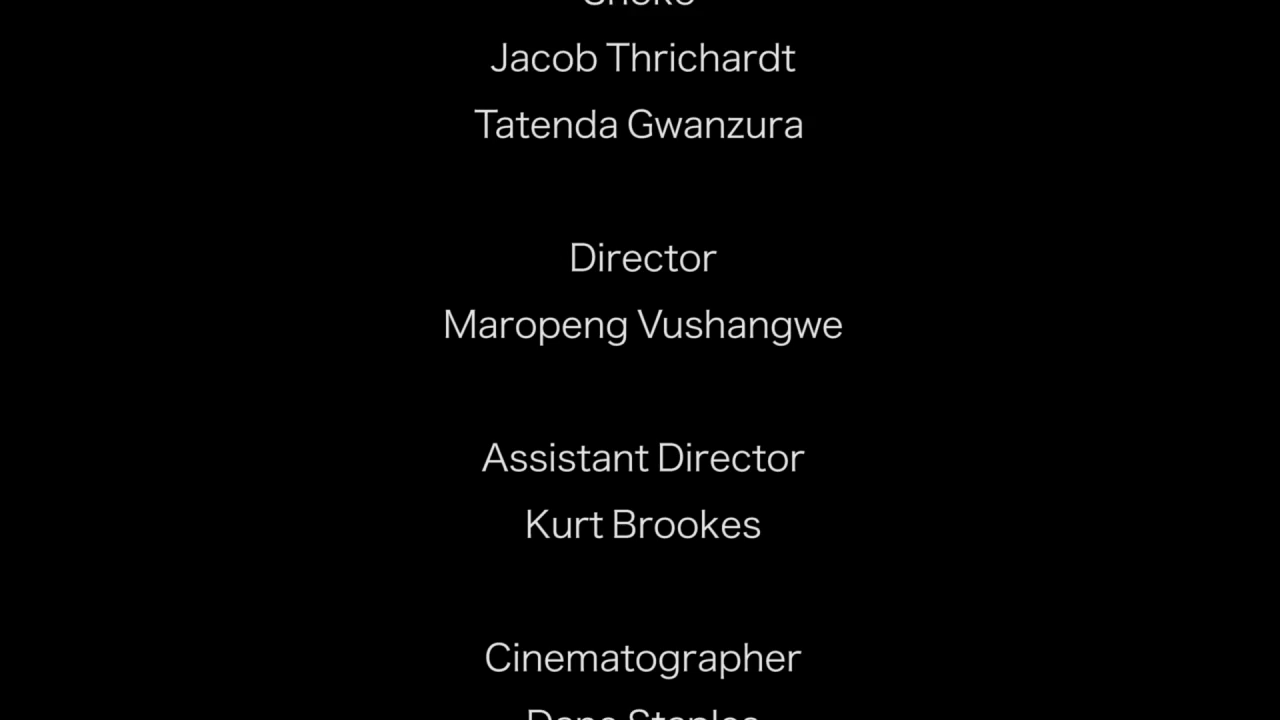 Jacob Thrichardt
Tatenda Gwanzura
Director
Maropeng Vushangwe
Assistant Director
Kurt Brookes
Cinematographer